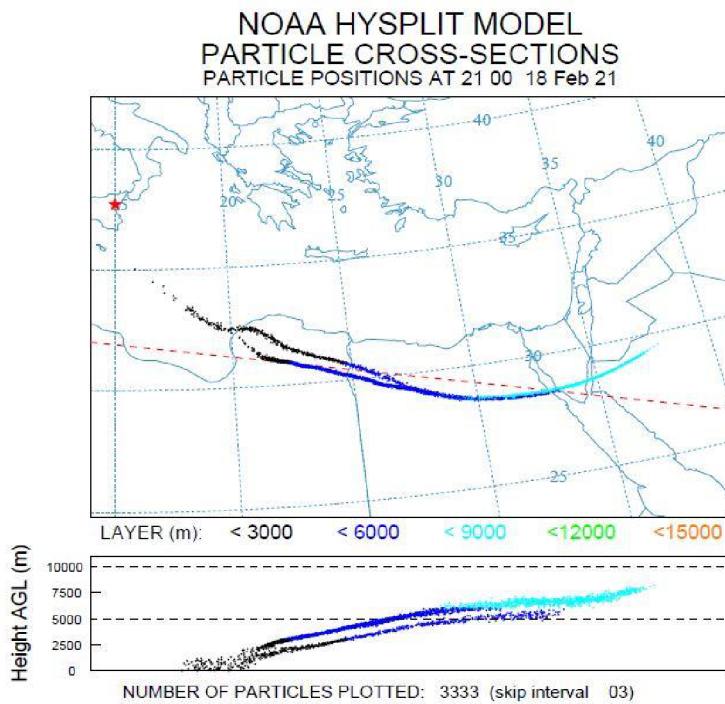 NOAA HYSPLIT MODEL
PARTICLE CROSS-SECTIONS
PARTICLE POSITIONS AT 21 00 18 Feb 21
40
40
35
30
25
20
35
30
25
LAYER (m): < 3000 < 6000 < 9000 <12000 <15000
Height AGL (m)
10000
7500
5000
2500
0
NUMBER OF PARTICLES PLOTTED: 3333 (skip interval 03)